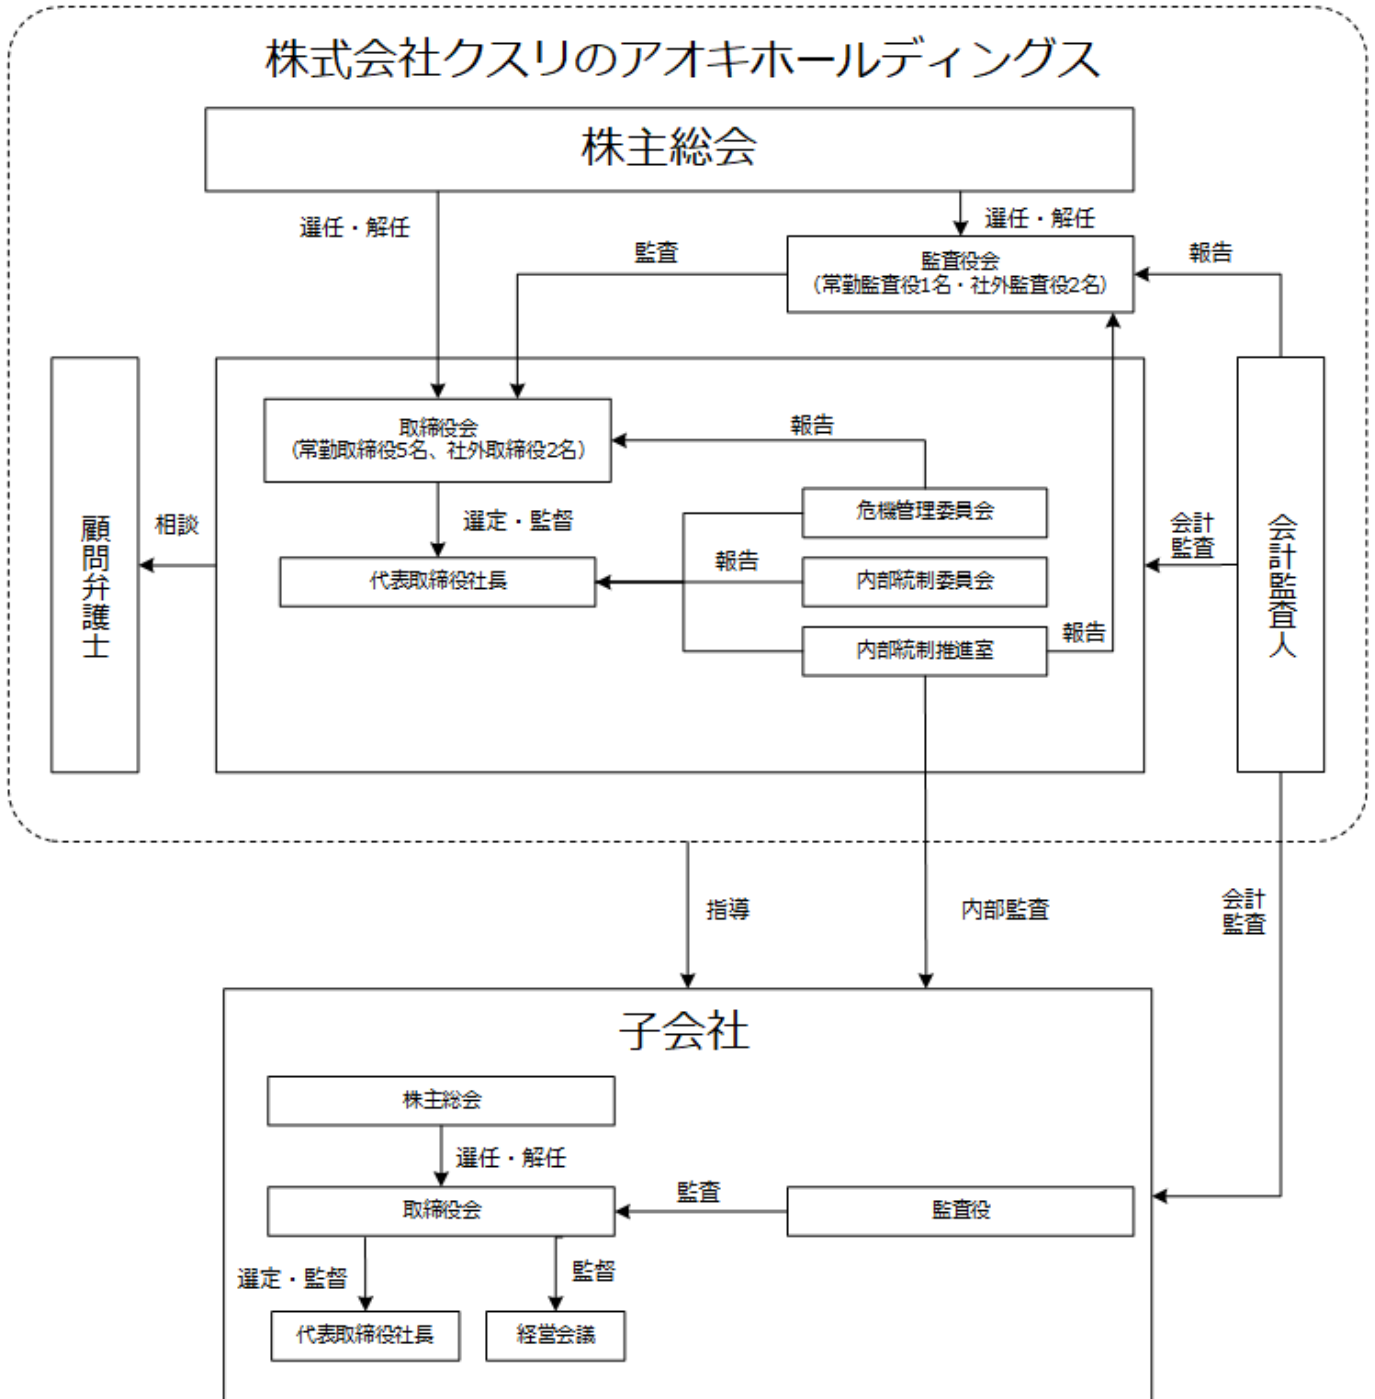 株式会社クスリのアオキホールディングス
株主総会
選任・解任
選任・解任
監査
監査役会
（常勤監査役1名・社外監査役2名）
報告
取締役会
（常勤取締役5名、社外取締役2名）
報告
危機管理委員会
選定・監督
相談
顧問弁護士
会計
監査
会計監査人
報告
代表取締役社長
内部統制委員会
報告
内部統制推進室
指導
内部監査
会計
監査
子会社
株主総会
選任・解任
監査
取締役会
監査役
選定・監督
監督
代表取締役社長
経営会議